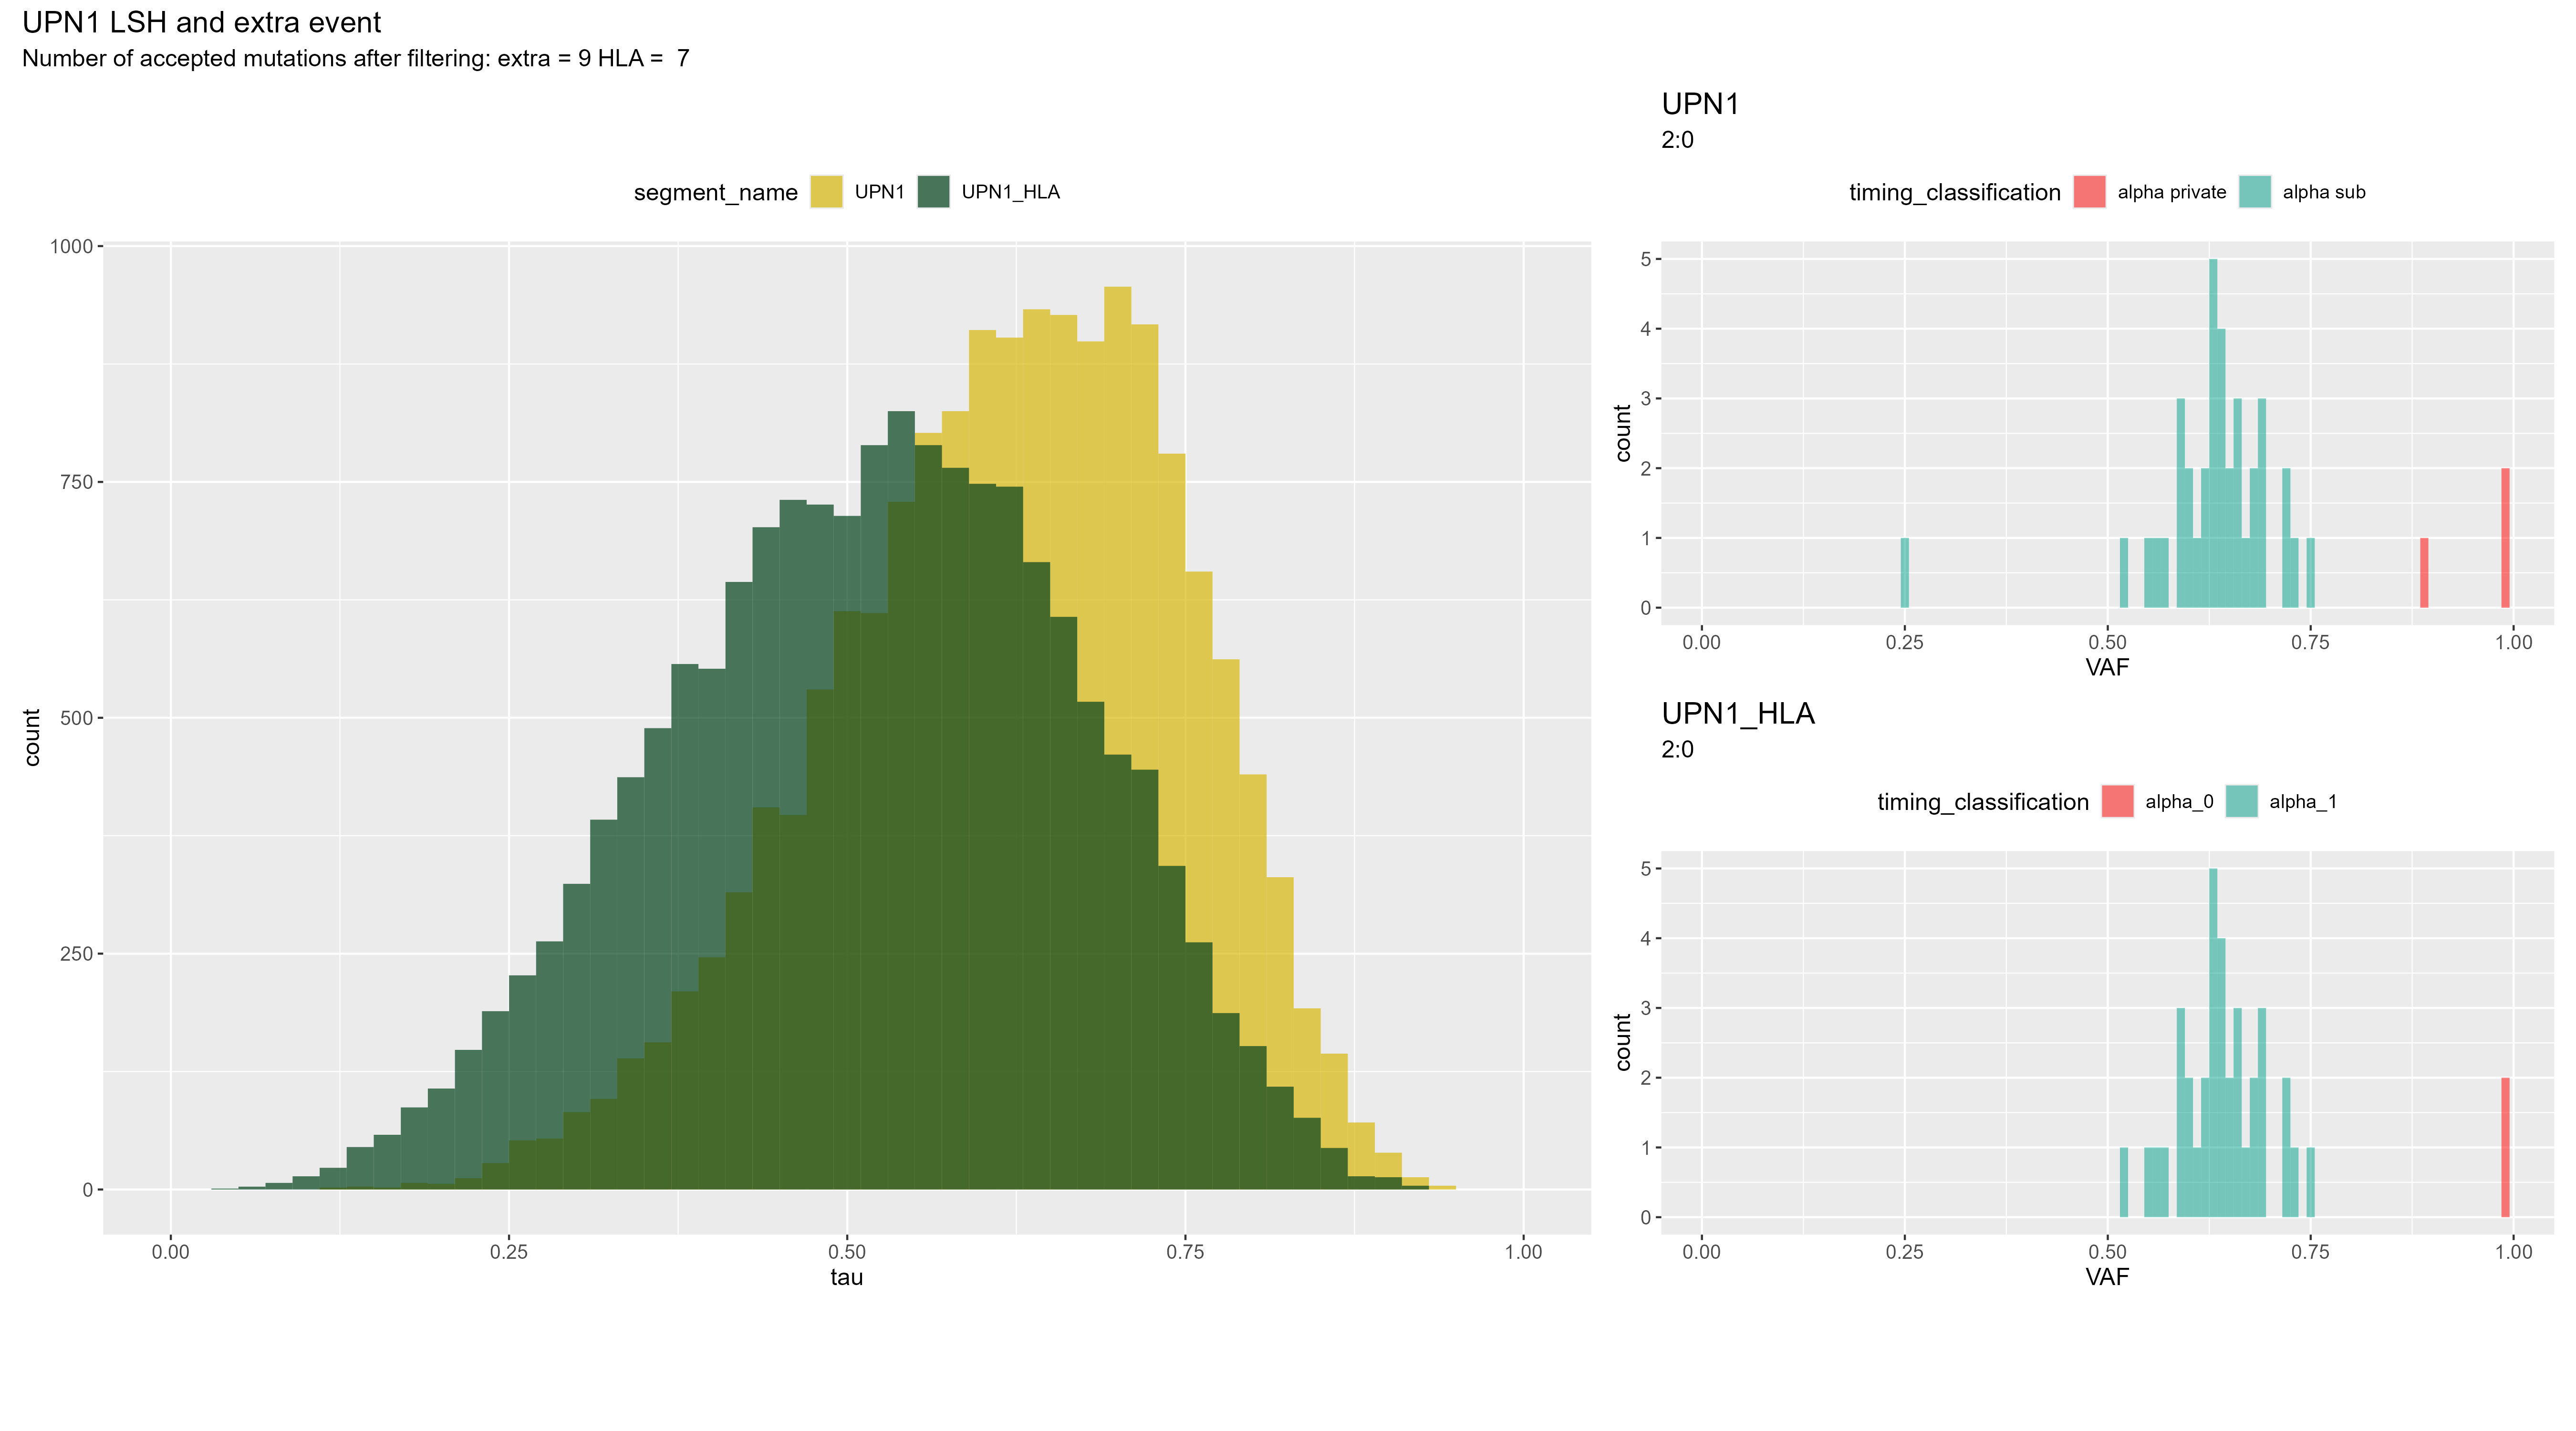 UPN1 LSH and extra event
Number of accepted mutations after filtering: extra = 9 HLA =  7
segment_name UPN1 UPN1_HLA
1000
750
500
250
0
count
0.00 0.25 0.50 0.75 1.00
tau
UPN1
2:0
timing_classification alpha private alpha sub
5
4
3
2
1
0
count
0.00 0.25 0.50 0.75 1.00
VAF
UPN1_HLA
2:0
timing_classification alpha_0 alpha_1
5
4
3
2
1
0
count
0.00 0.25 0.50 0.75 1.00
VAF